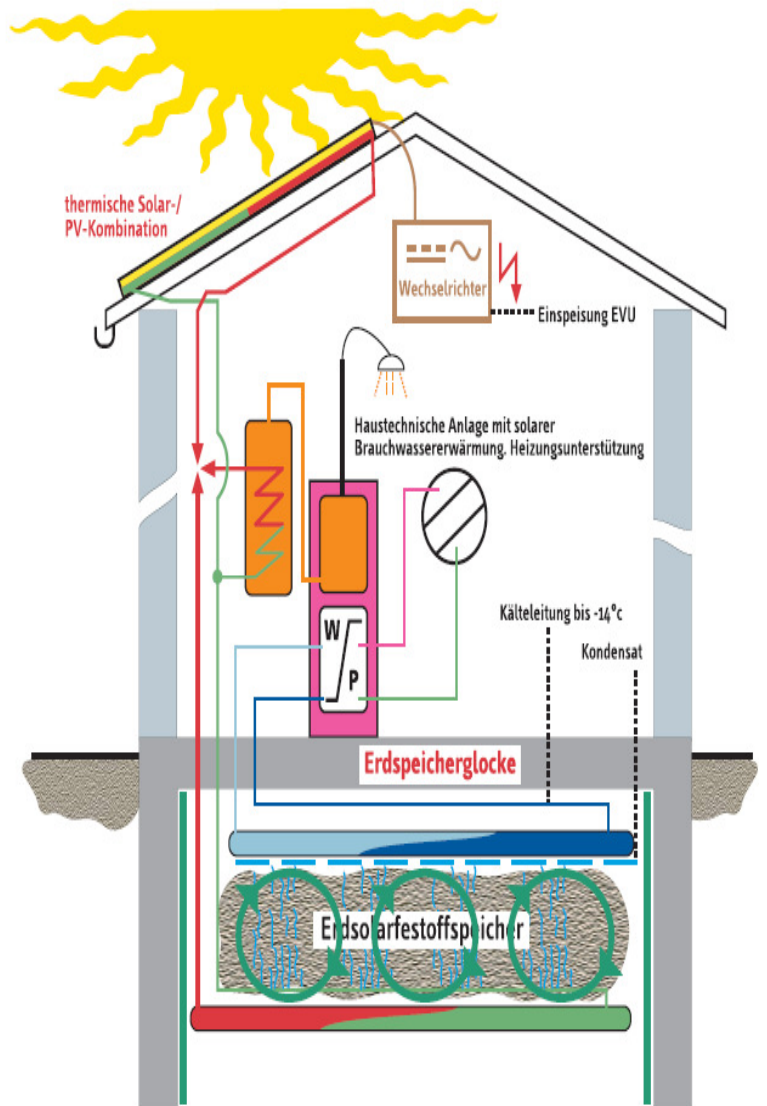 thermische Solar-/
PV-Kombination
Wechselrichter
Einspeisung EVU
Haustechnische Anlage mit solarer
Brauchwassererwärmung. Heizungsunterstützung
W
P
Kälteleitung bis -14°c
Kondensat
Erdspeicherglocke
Erdsolarfestoffspeicher